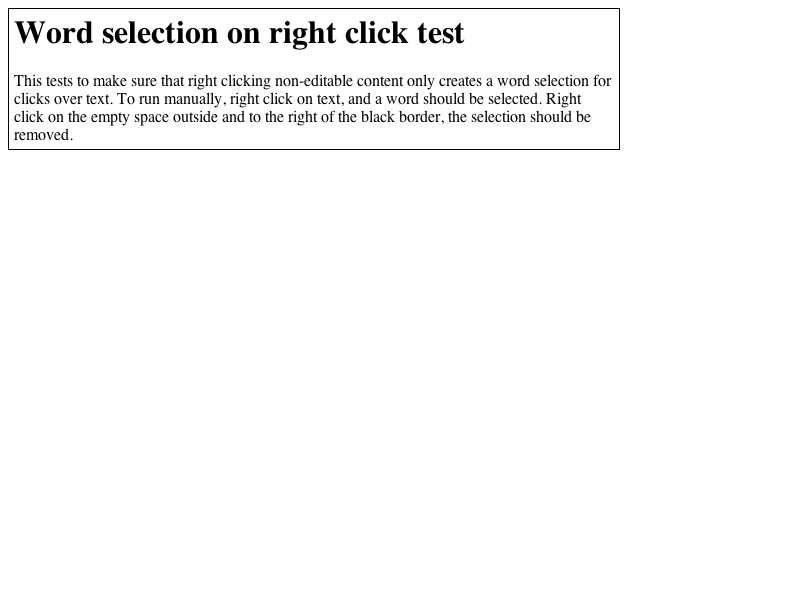 Word selection on right click test
This tests to make sure that right clicking non-editable content only creates a word selection for
clicks over text. To run manually, right click on text, and a word should be selected. Right
click on the empty space outside and to the right of the black border, the selection should be
removed.